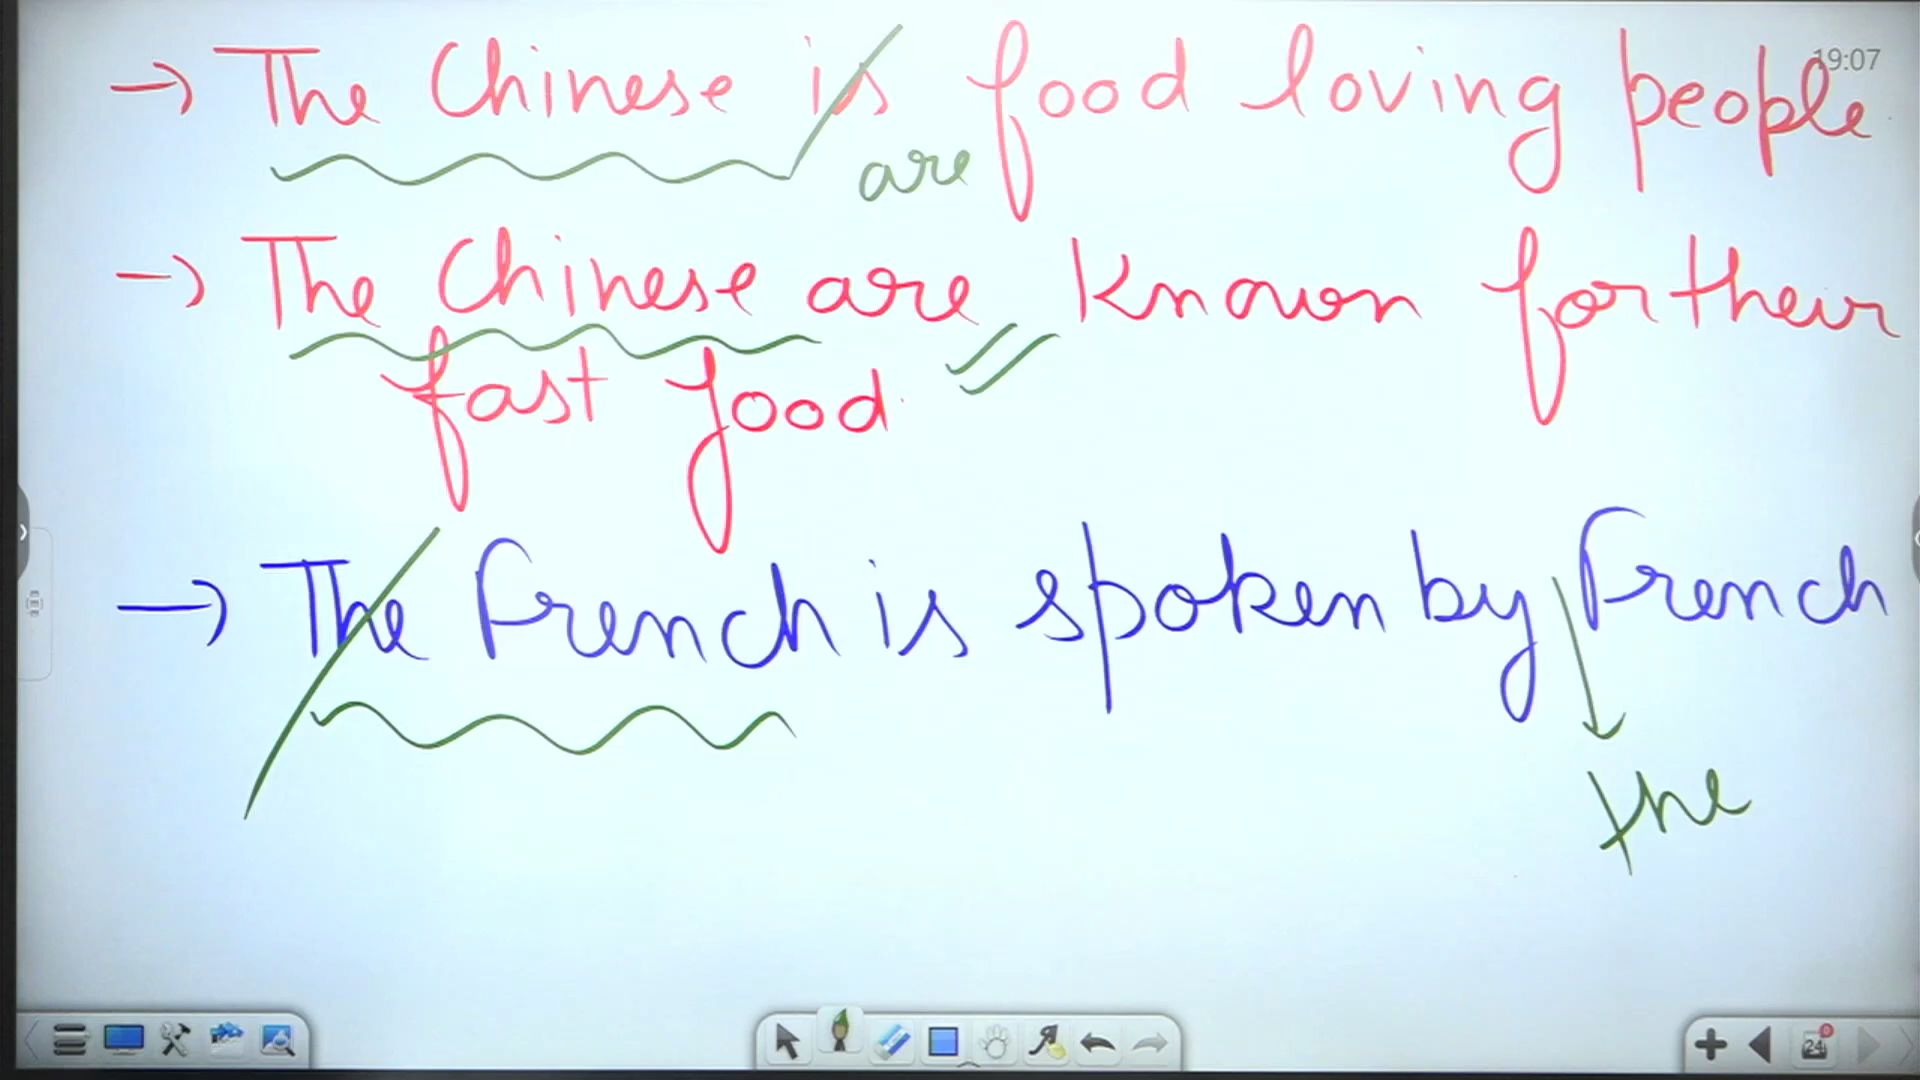 19:07
→ The Chinese is food loving people
are
→ The Chinese are known for their
fast food.
→ The French is spoken by French
the
24